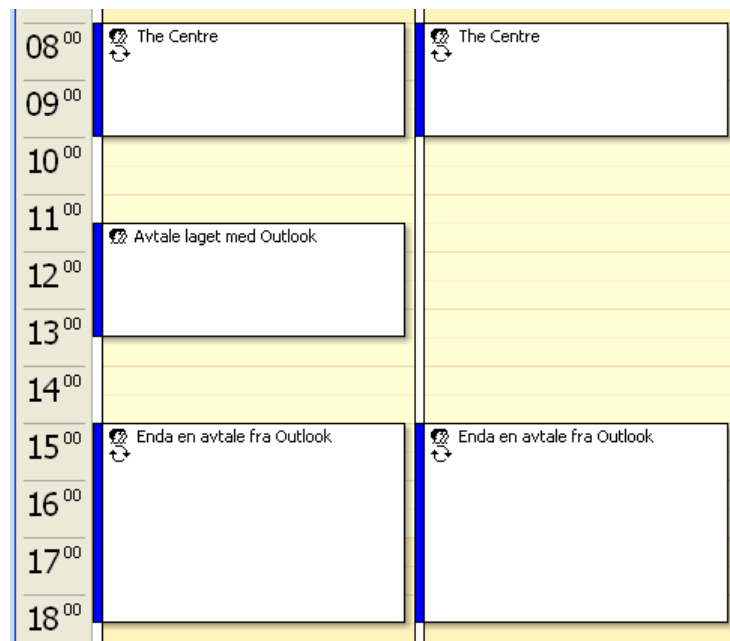 08 00
The Centre
The Centre
09 00
10 00
11 00
Avtale laget med Outlook
12 00
13 00
14 00
15 00
Enda en avtale fra Outlook
Enda en avtale fra Outlook
16 00
17 00
18 00